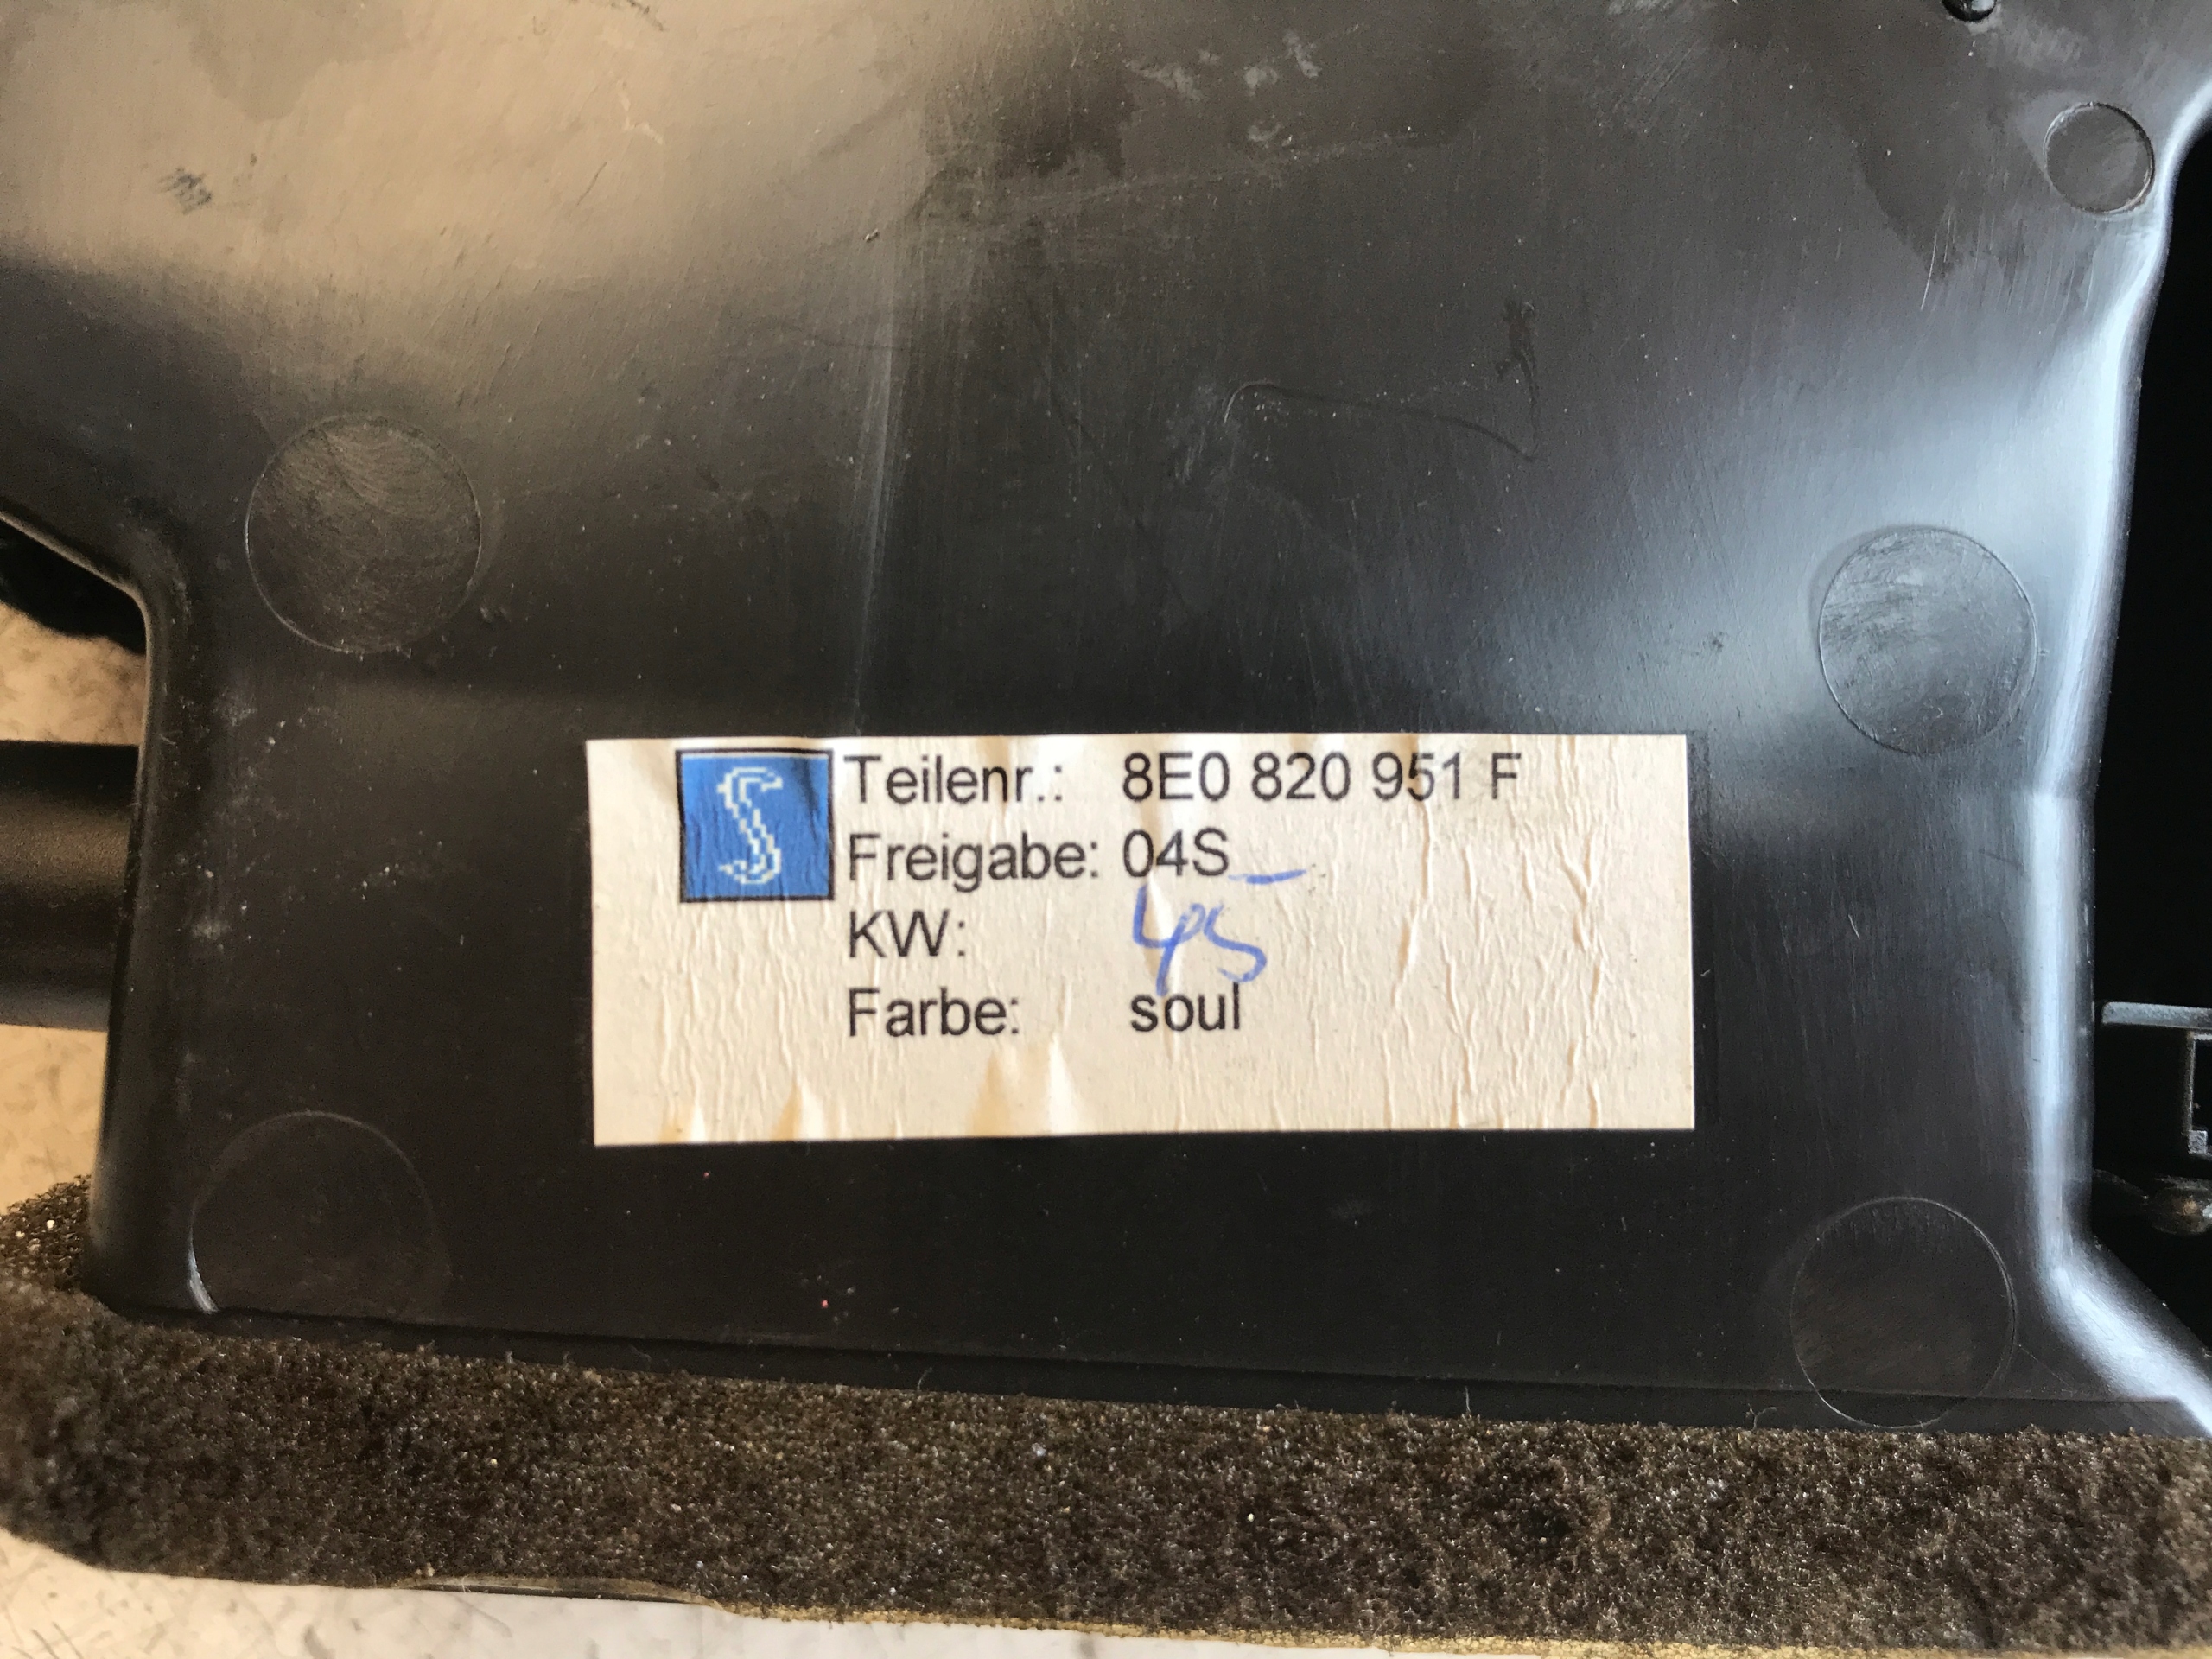 Teilenr.: 8E0 820 951 F
Freigabe: 04S
KW: 45
Farbe: soul